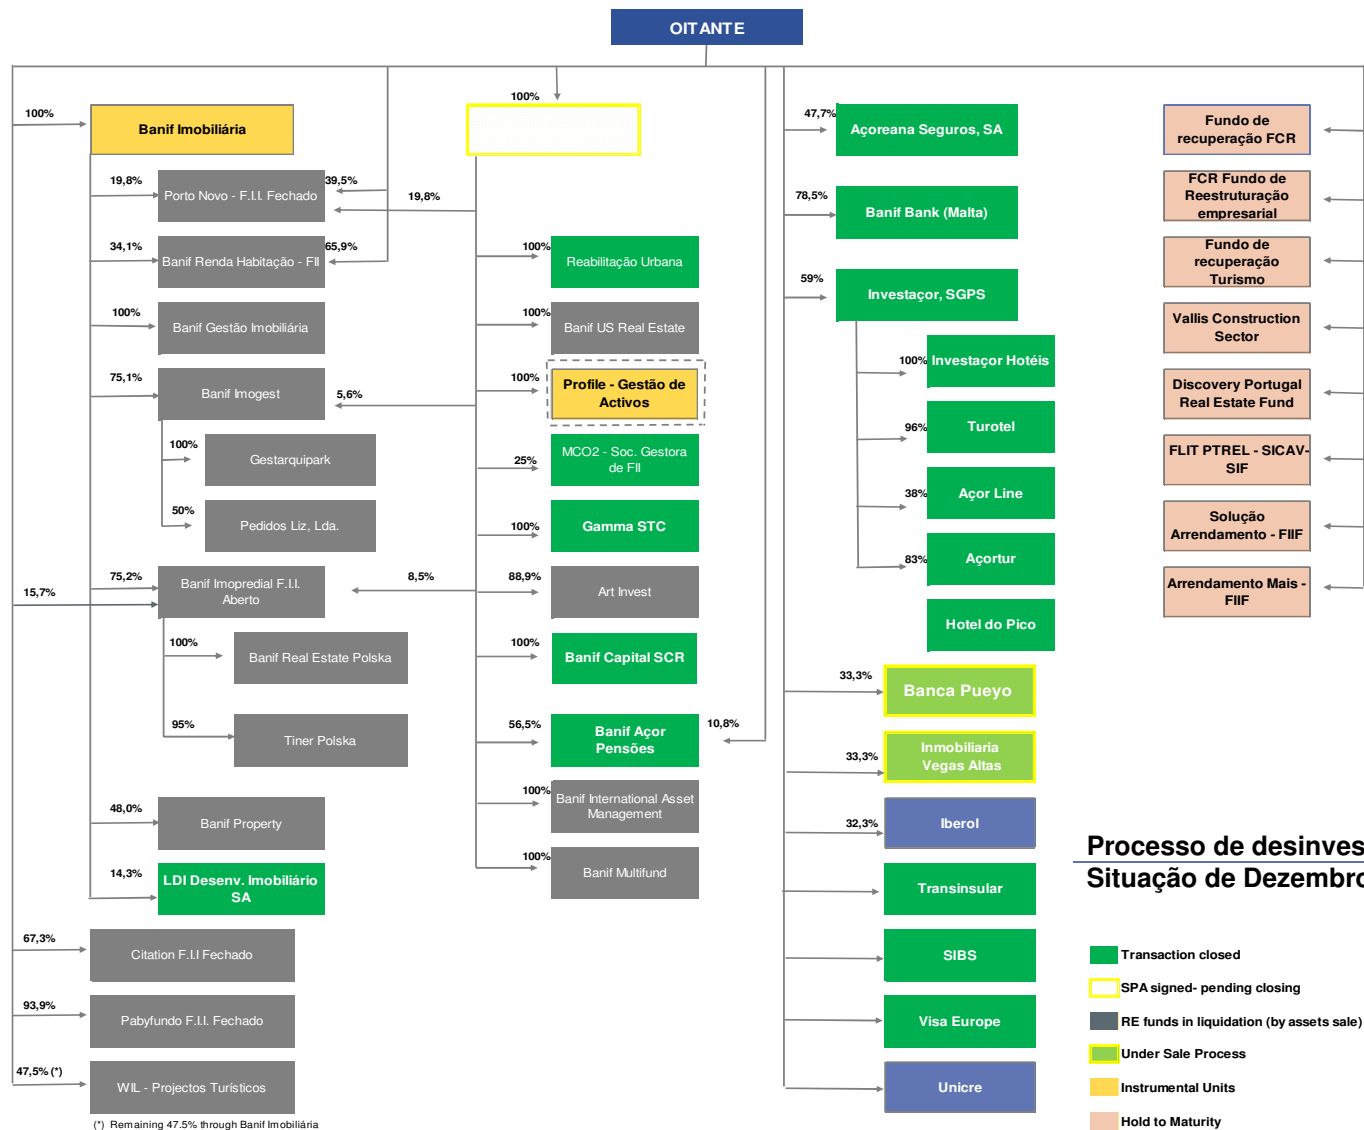 OITANTE
100%
Banif Imobiliária
19,8%
Porto Novo - F.I.I. Fechado
39,5%
19,8%
34,1%
Banif Renda Habitação - FII
65,9%
100%
Banif Gestão Imobiliária
75,1%
Banif Imogest
5,6%
100%
Gestarquipark
50%
Pedidos Liz, Lda.
75,2%
Banif Imopredial F.I.I.
Aberto
8,5%
15,7%
100%
Banif Real Estate Polska
95%
Tiner Polska
48,0%
Banif Property
14,3%
LDI Desenv. Imobiliário
SA
67,3%
Citation F.I.I Fechado
93,9%
Pabyfundo F.I.I. Fechado
47,5% (*)
WIL - Projectos Turísticos
(*) Remaining 47.5% through Banif Imobiliária
100%
100%
Reabilitação Urbana
100%
Banif US Real Estate
100%
Profile - Gestão de
Activos
25%
MCO2 - Soc. Gestora
de FII
100%
Gamma STC
88,9%
Art Invest
100%
Banif Capital SCR
56,5%
Banif Açor
Pensões
10,8%
100%
Banif International Asset
Management
100%
Banif Multifund
47,7%
Açoreana Seguros, SA
78,5%
Banif Bank (Malta)
59%
Investaçor, SGPS
100%
Investaçor Hotéis
96%
Turotel
38%
Açor Line
83%
Açortur
Hotel do Pico
33,3%
Banca Pueyo
33,3%
Inmobiliaria
Vegas Altas
32,3%
Iberol
Transinsular
SIBS
Visa Europe
Unicre
Fundo de
recuperação FCR
FCR Fundo de
Reestruturação
empresarial
Fundo de
recuperação
Turismo
Vallis Construction
Sector
Discovery Portugal
Real Estate Fund
FLIT PTREL - SICAV-
SIF
Solução
Arrendamento - FIIF
Arrendamento Mais -
FIIF
Processo de desinves
Situação de Dezembro
Transaction closed
SPA signed- pending closing
RE funds in liquidation (by assets sale)
Under Sale Process
Instrumental Units
Hold to Maturity